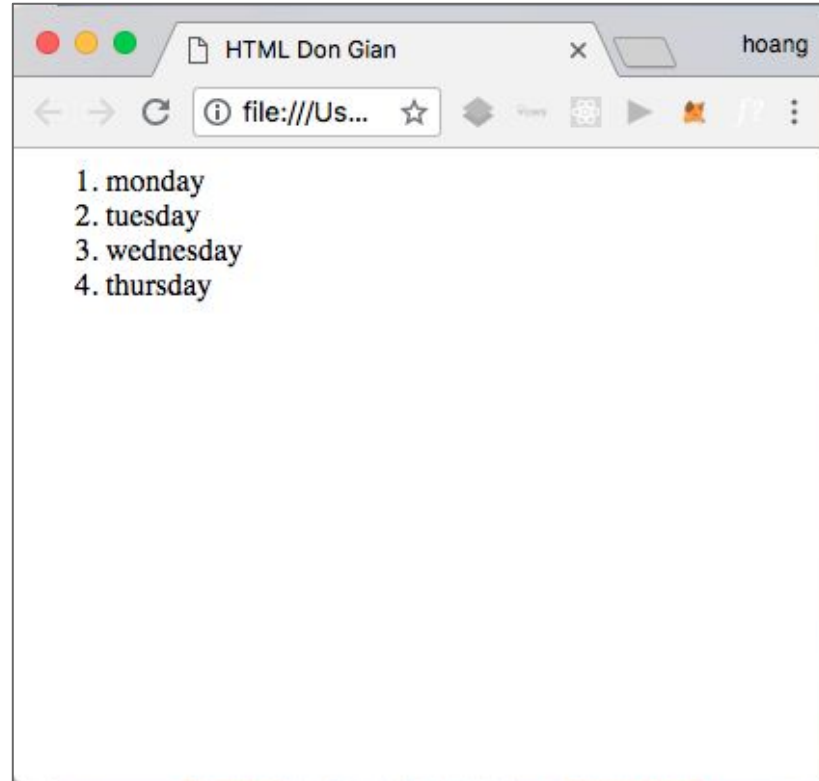 HTML Don Gian
hoang
file:///Us...
1. monday
2. tuesday
3. wednesday
4. thursday